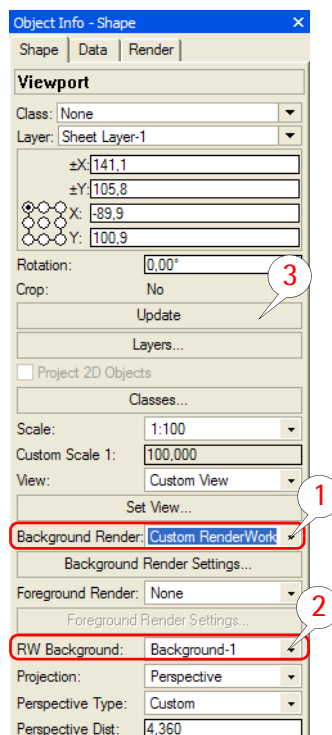 Object Info - Shape
Shape Data Render
Viewport
Class: None
Layer: Sheet Layer-1
±X: 141,1
±Y: 105,8
X: -89,9
Y: 100,9
Rotation: 0,00°
Crop: No
3
Update
Layers...
Project 2D Objects
Classes...
Scale: 1:100
Custom Scale 1: 100,000
View: Custom View
Set View...
1
Background Render: Custom RenderWork
Background Render Settings...
Foreground Render: None
Foreground Render Settings...
2
RW Background: Background-1
Projection: Perspective
Perspective Type: Custom
Perspective Dist: 4,360